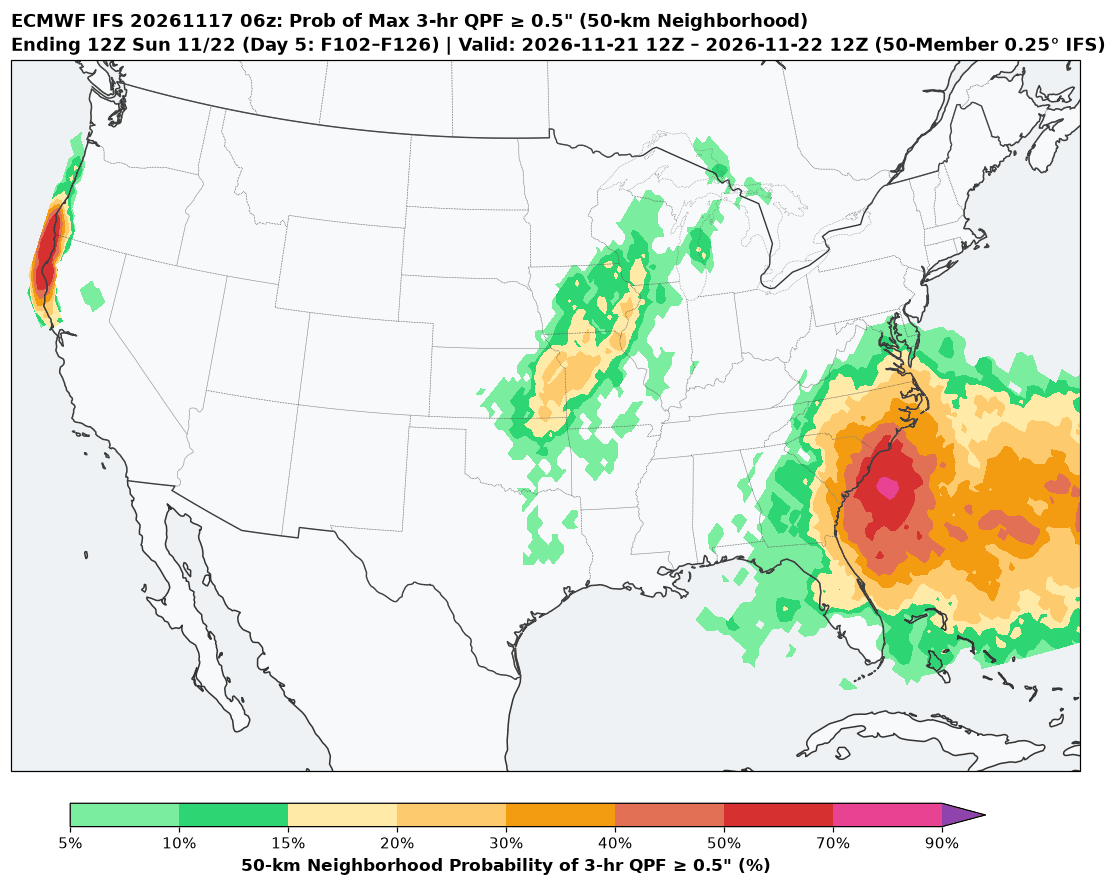 ECMWF IFS 20261117 06z: Prob of Max 3-hr QPF ≥ 0.5" (50-km Neighborhood)
Ending 12Z Sun 11/22 (Day 5: F102–F126) | Valid: 2026-11-21 12Z – 2026-11-22 12Z (50-Member 0.25° IFS)
5% 10% 15% 20% 30% 40% 50% 70% 90%
50-km Neighborhood Probability of 3-hr QPF ≥ 0.5" (%)